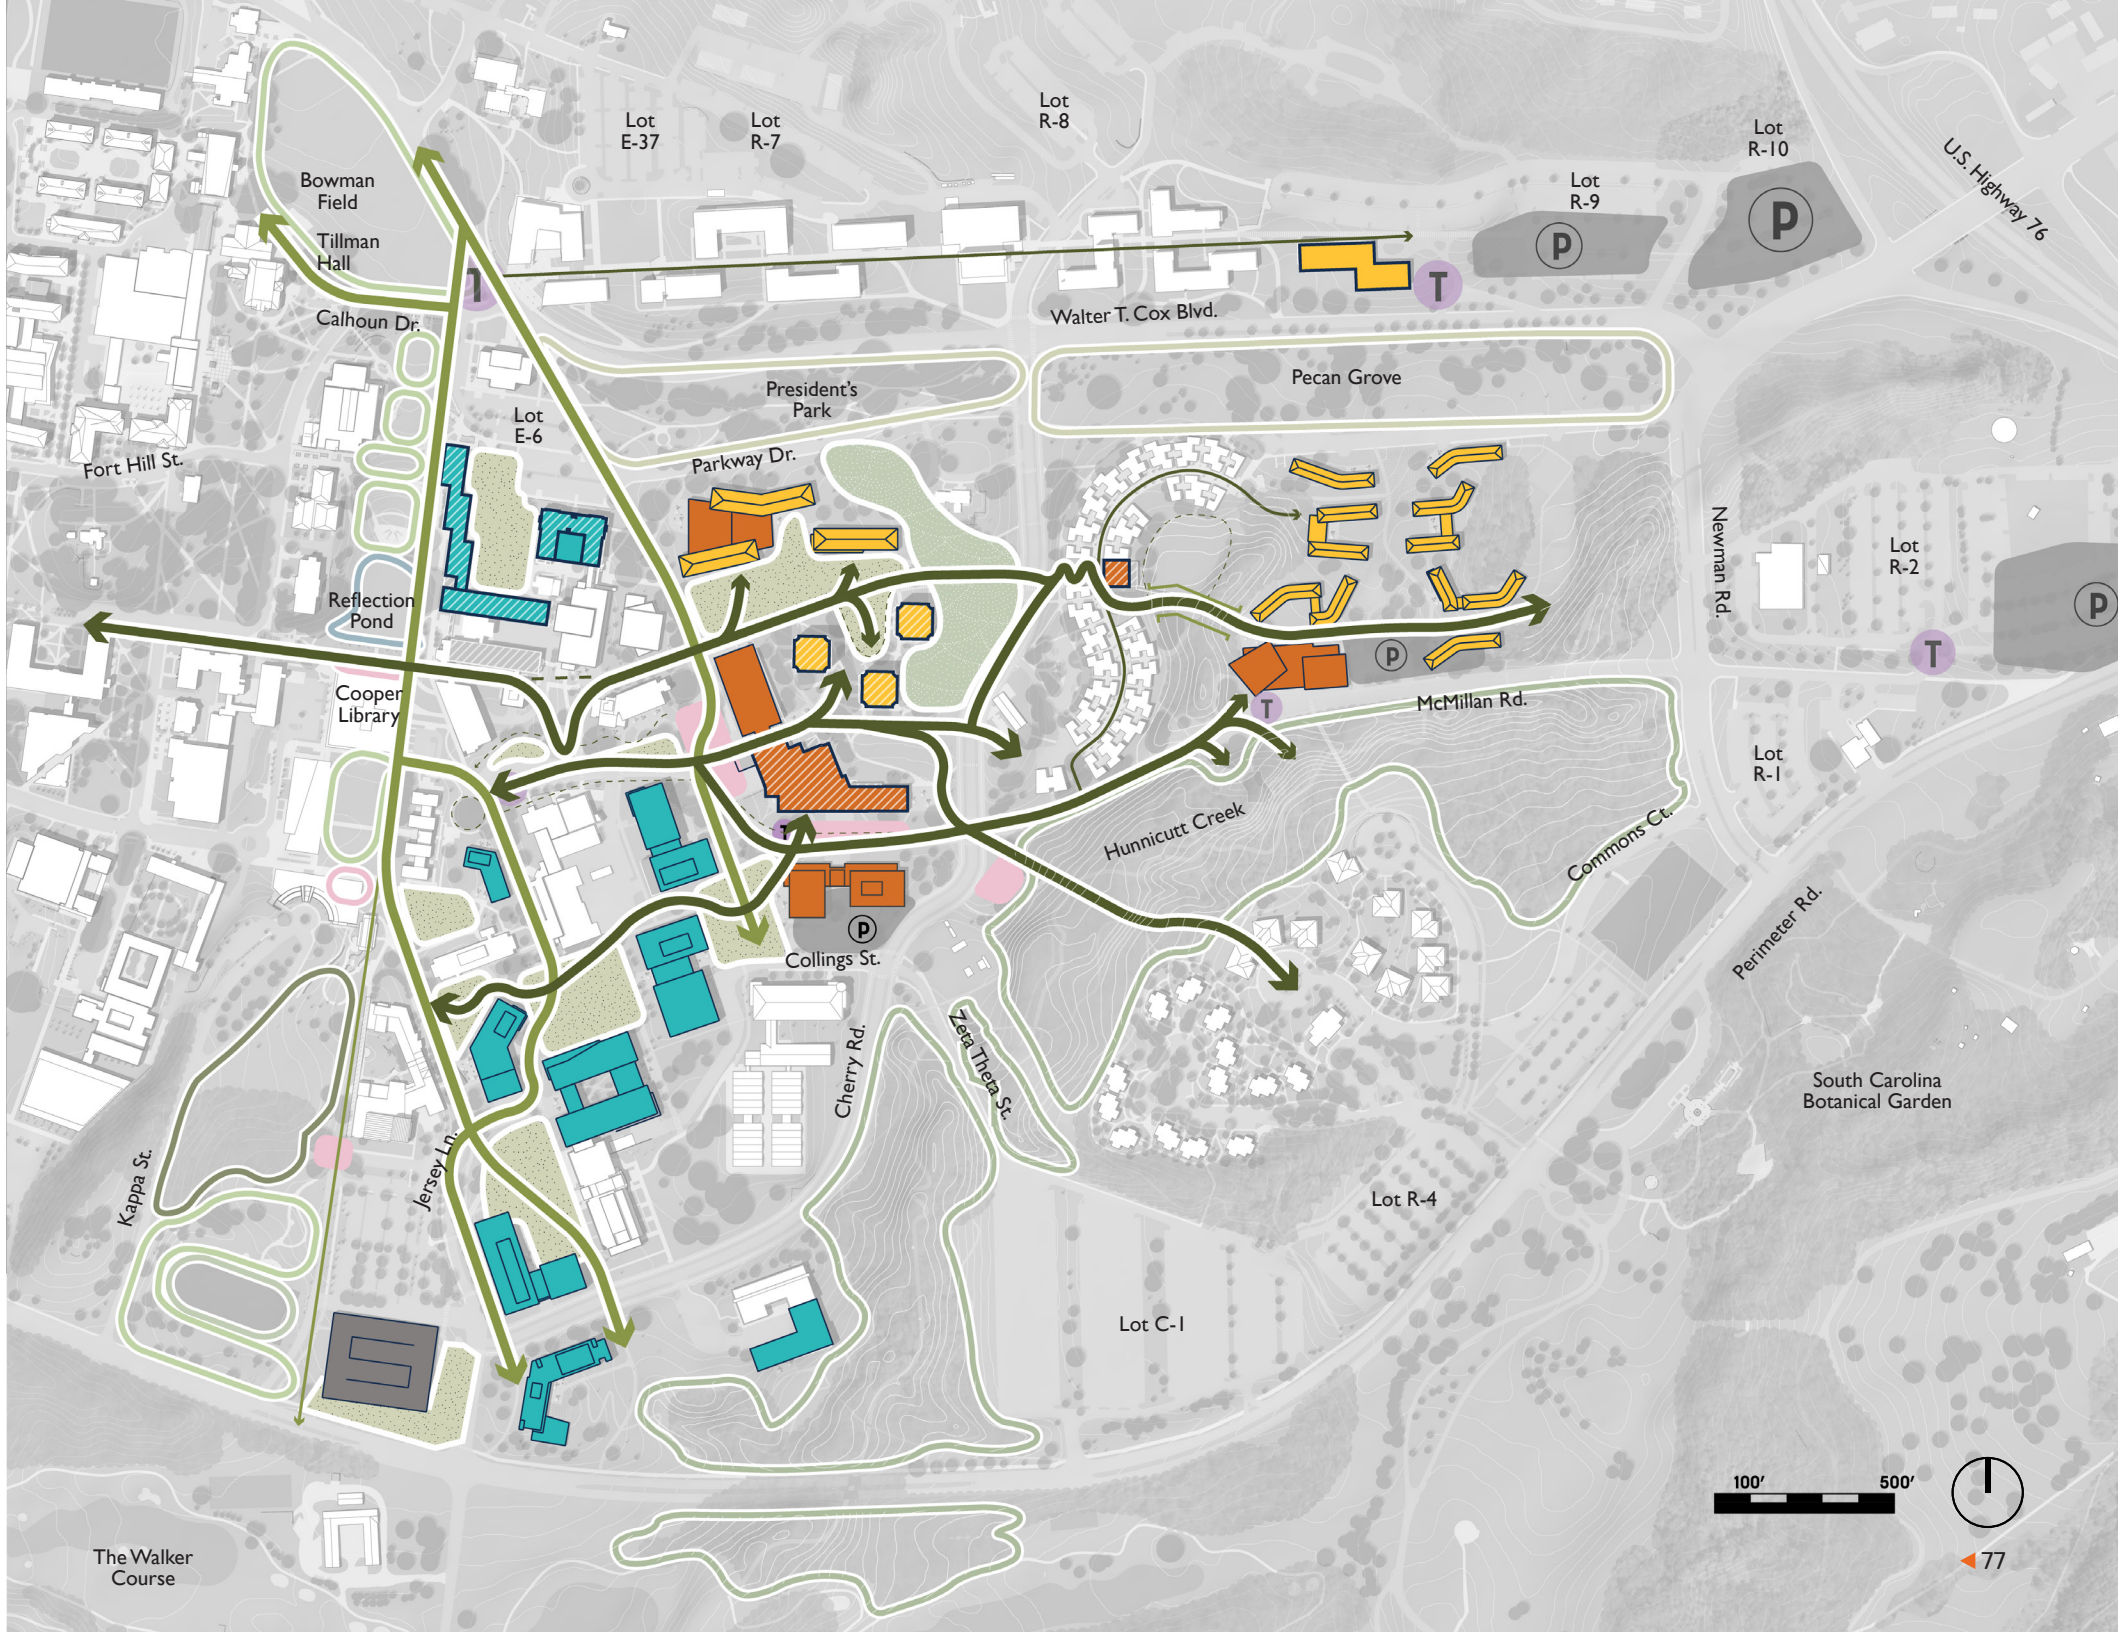 Lot
E-37
Lot
R-7
Lot
R-8
Lot
R-10
Lot
R-9
U.S. Highway 76
P
P
Bowman
Field
Tillman
Hall
T
T
Calhoun Dr.
Walter T. Cox Blvd.
President's
Park
Pecan Grove
Lot
E-6
Parkway Dr.
Fort Hill St.
Newman Rd.
Lot
R-2
Reflection
Pond
P
P
T
Cooper
Library
McMillan Rd.
T
Lot
R-1
T
Hunnicutt Creek
Commons Ct.
P
Collings St.
Perimeter Rd.
Cherry Rd.
Zeta Theta St.
South Carolina
Botanical Garden
Kappa St.
Jersey Ln.
Lot R-4
Lot C-1
100'
500'
The Walker
Course
77